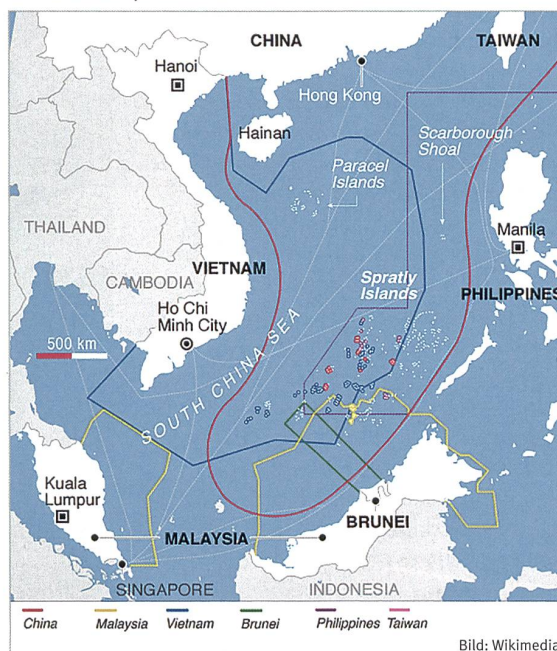 CHINA
TAIWAN
Hanoi
Hong Kong
Hainan
Scarborough
Shoal
Paracel
Islands
THAILAND
Manila
VIETNAM
CAMBODIA
Spratly
Islands
PHILIPPINES
Ho Chi
Minh City
500 km
SOUTH CHINA SEA
Kuala
Lumpur
BRUNEI
MALAYSIA
SINGAPORE
INDONESIA
China Malaysia Vietnam Brunei Philippines Taiwan
Bild: Wikimedia